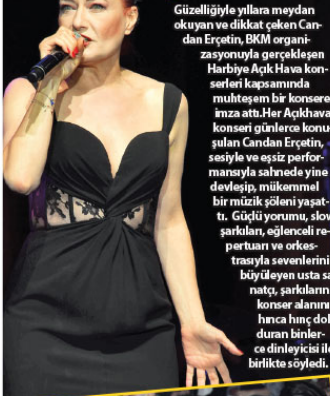 Güzelliğiyle yıllara meydan
okuyan ve dikkat çeken Can-
dan Erçetin, BKM organi-
zasyonuyla gerçekleşen
Harbiye Açık Hava kon-
serleri kapsamında
muhteşem bir konsere
imza attı.Her Açıkhava
konseri günlerce konu
şulan Candan Erçetin,
sesiyle ve eşsiz perfor-
mansıyla sahnede yine
devleşip, mükemmel
bir müzik şöleni yaşat-
tı. Güçlü yorumu, slow
şarkıları, eğlenceli re-
pertuarı ve orkes-
trasıyla sevenlerini
büyüleyen usta sa
natçı, şarkıların
konser alanını
hınca hınç dol
duran binler-
ce dinleyicisi ile
birlikte söyledi.